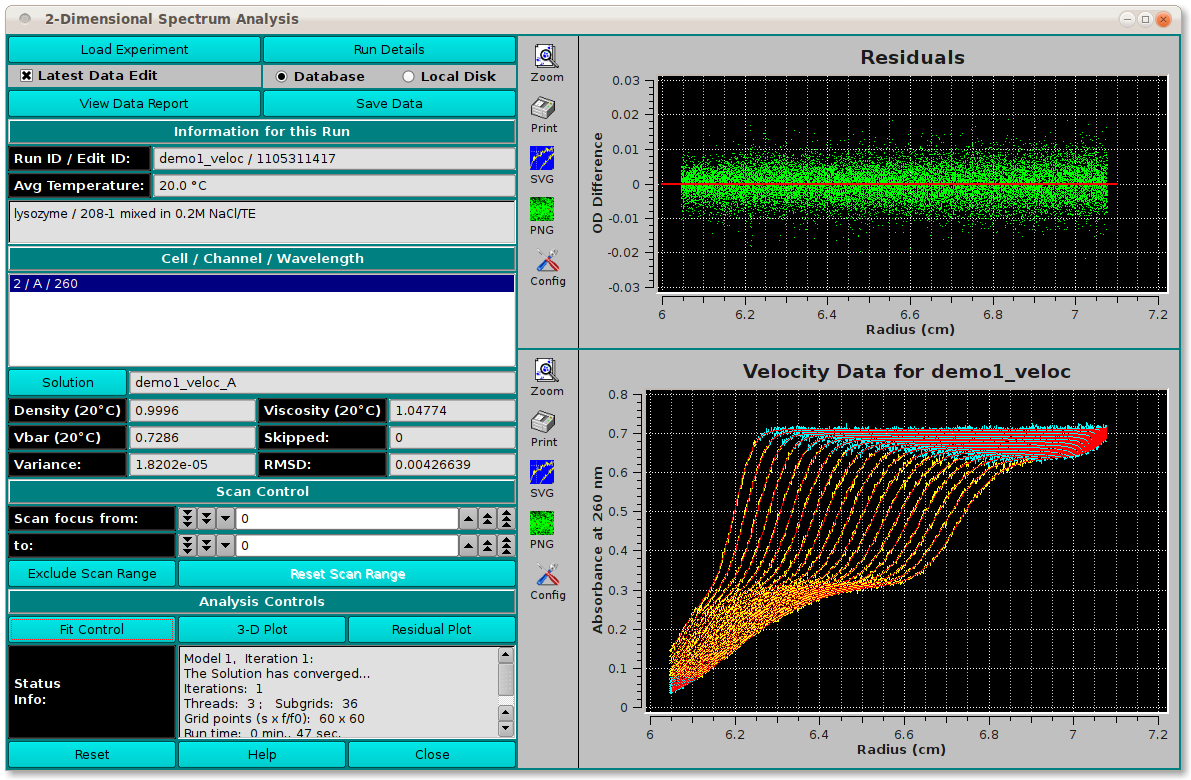 2-Dimensional Spectrum Analysis
Load Experiment
Run Details
Latest Data Edit
Database
Local Disk
View Data Report
Save Data
Information for this Run
Run ID / Edit ID:
demo1_veloc / 1105311417
Avg Temperature:
20.0 °C
lysozyme / 208-1 mixed in 0.2M NaCl/TE
Cell / Channel / Wavelength
2 / A / 260
Solution
demo1_veloc_A
Density (20°C)
0.9996
Viscosity (20°C)
1.04774
Vbar (20°C)
0.7286
Skipped:
0
Variance:
1.8202e-05
RMSD:
0.00426639
Scan Control
Scan focus from:
0
to:
0
Exclude Scan Range
Reset Scan Range
Analysis Controls
Fit Control
3-D Plot
Residual Plot
Status
Info:
Model 1, Iteration 1:
The Solution has converged...
Iterations: 1
Threads: 3 ; Subgrids: 36
Grid points (s x f/f0): 60 x 60
Run time: 0 min., 47 sec.
Reset
Help
Close
Zoom
Print
SVG
PNG
Config
Residuals
OD Difference
0.03
0.02
0.01
0
-0.01
-0.02
-0.03
6
6.2
6.4
6.6
6.8
7
7.2
Radius (cm)
Zoom
Print
SVG
PNG
Config
Velocity Data for demo1_veloc
Absorbance at 260 nm
0.8
0.7
0.6
0.5
0.4
0.3
0.2
0.1
0
6
6.2
6.4
6.6
6.8
7
7.2
Radius (cm)